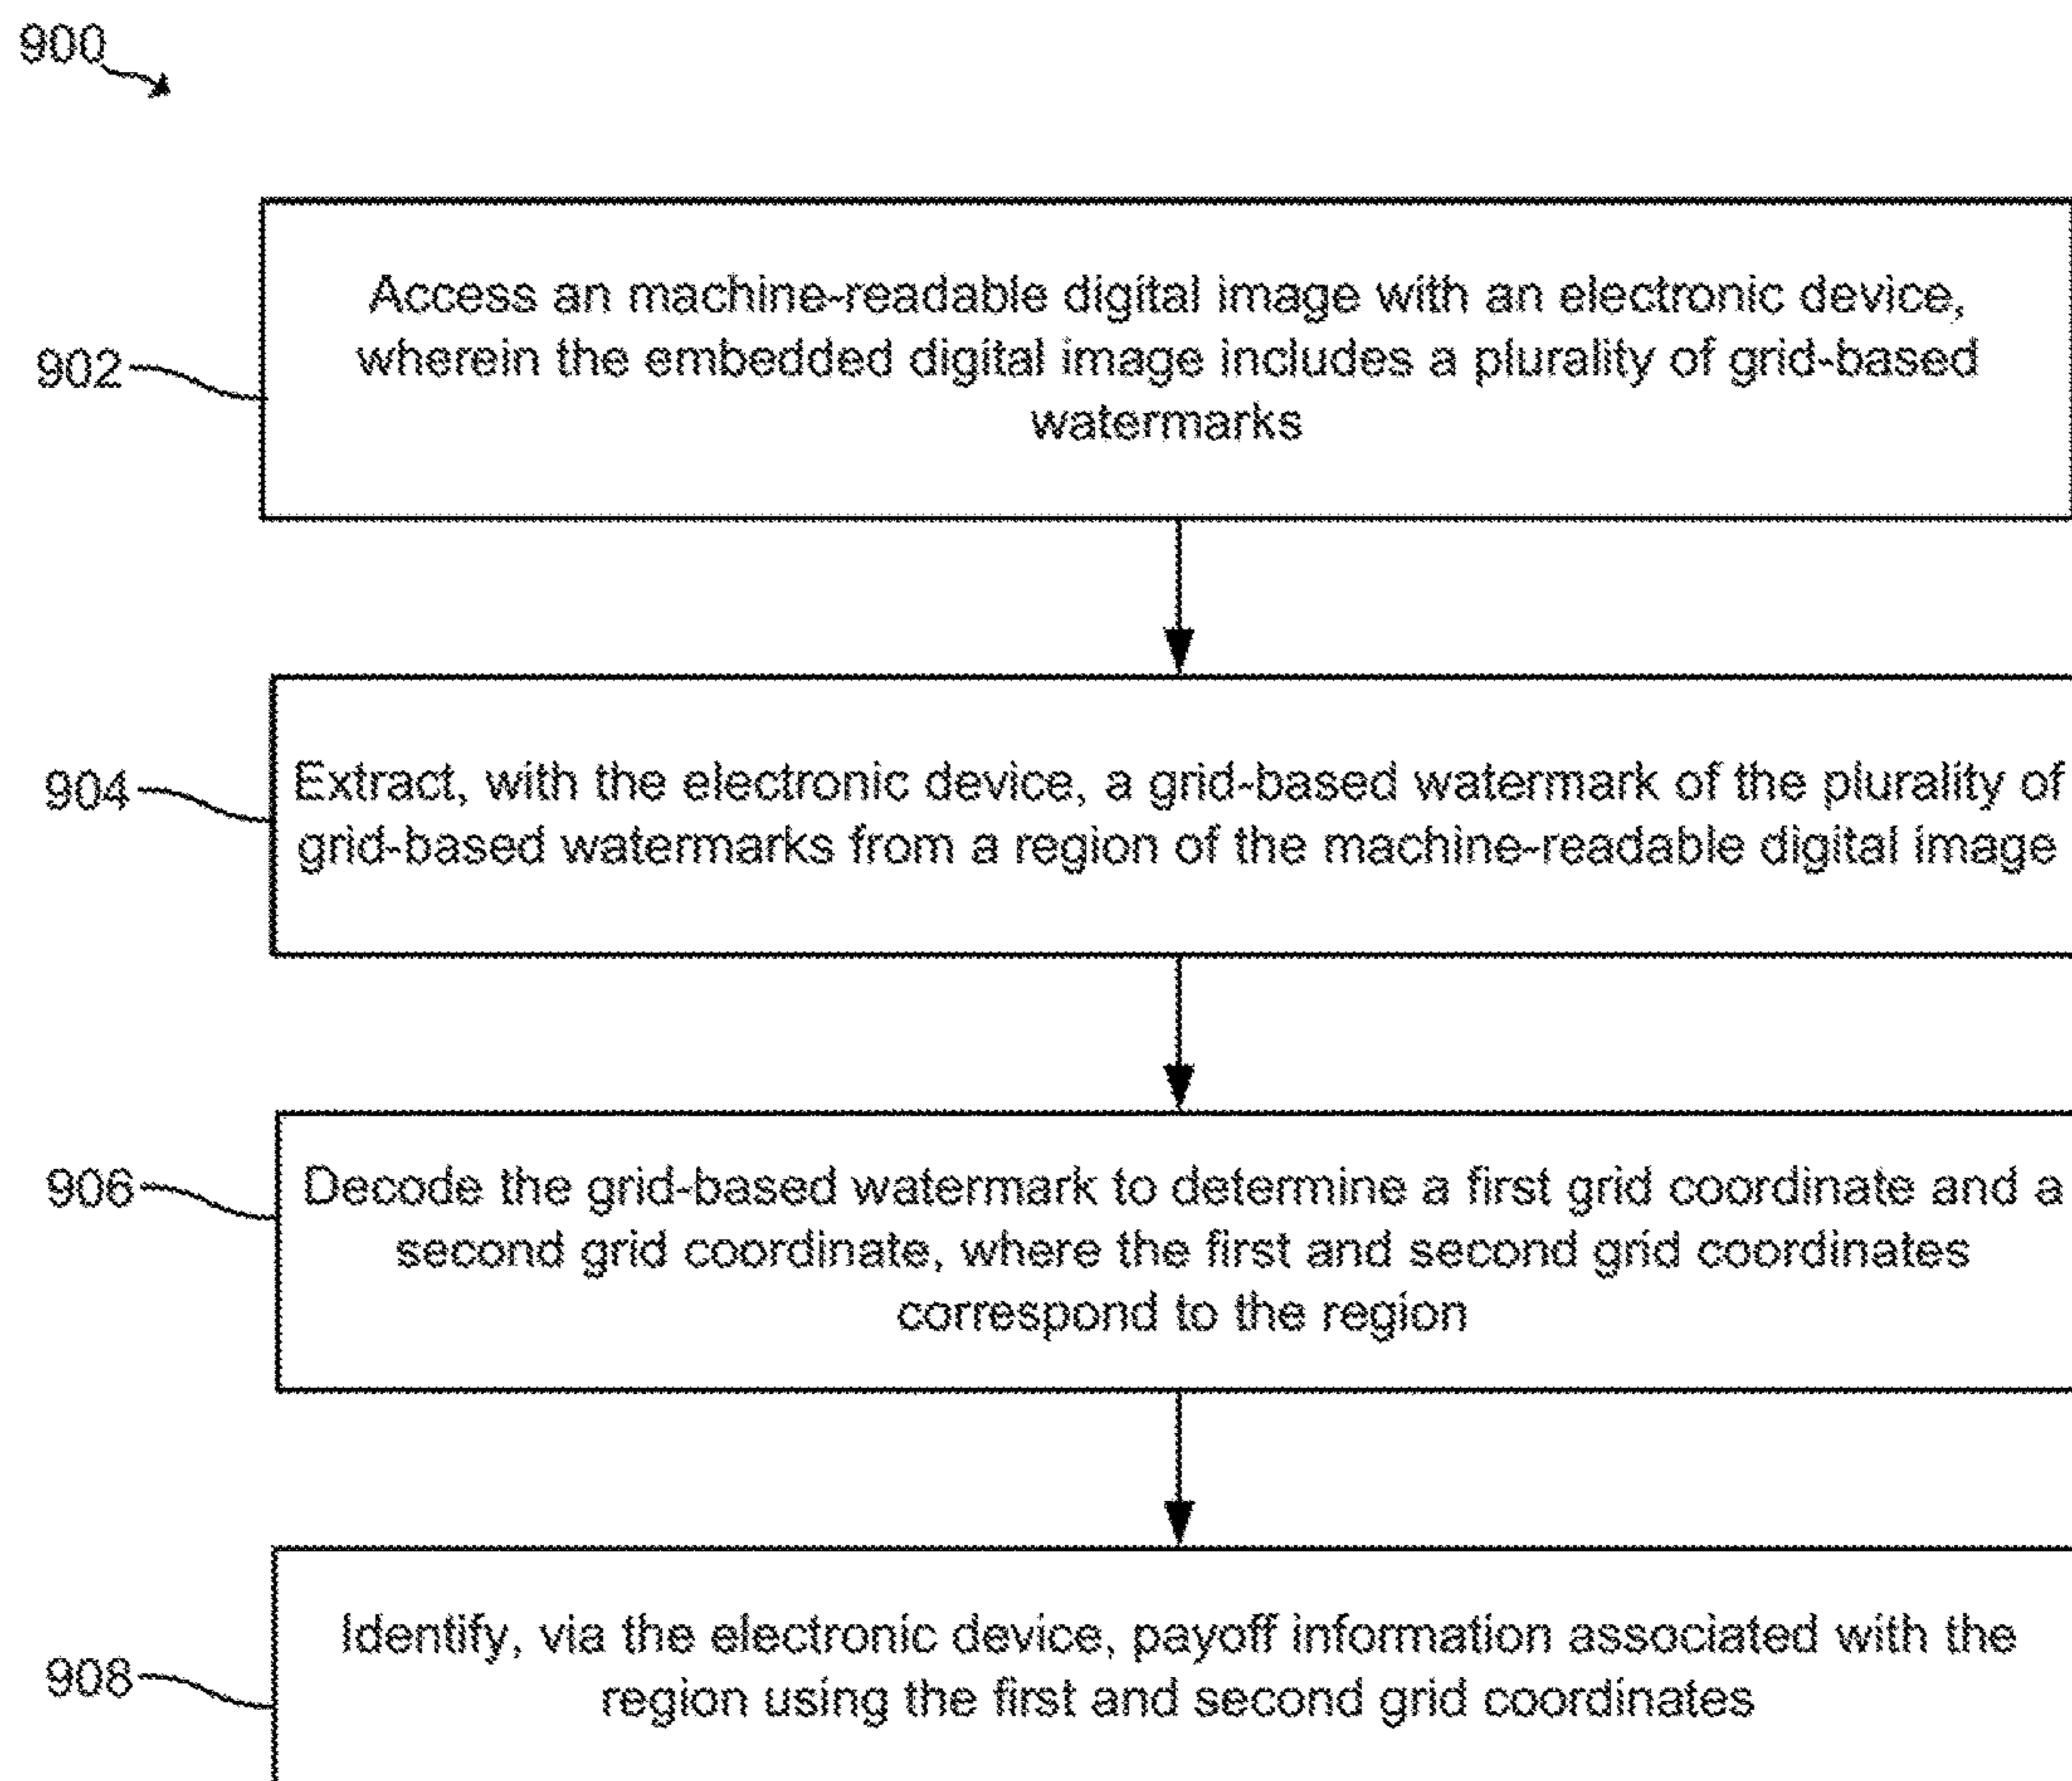 900
902
Access an machine-readable digital image with an electronic device,
wherein the embedded digital image includes a plurality of grid-based
watermarks
904
Extract, with the electronic device, a grid-based watermark of the plurality of
grid-based watermarks from a region of the machine-readable digital image
906
Decode the grid-based watermark to determine a first grid coordinate and a
second grid coordinate, where the first and second grid coordinates
correspond to the region
908
Identify, via the electronic device, payoff information associated with the
region using the first and second grid coordinates